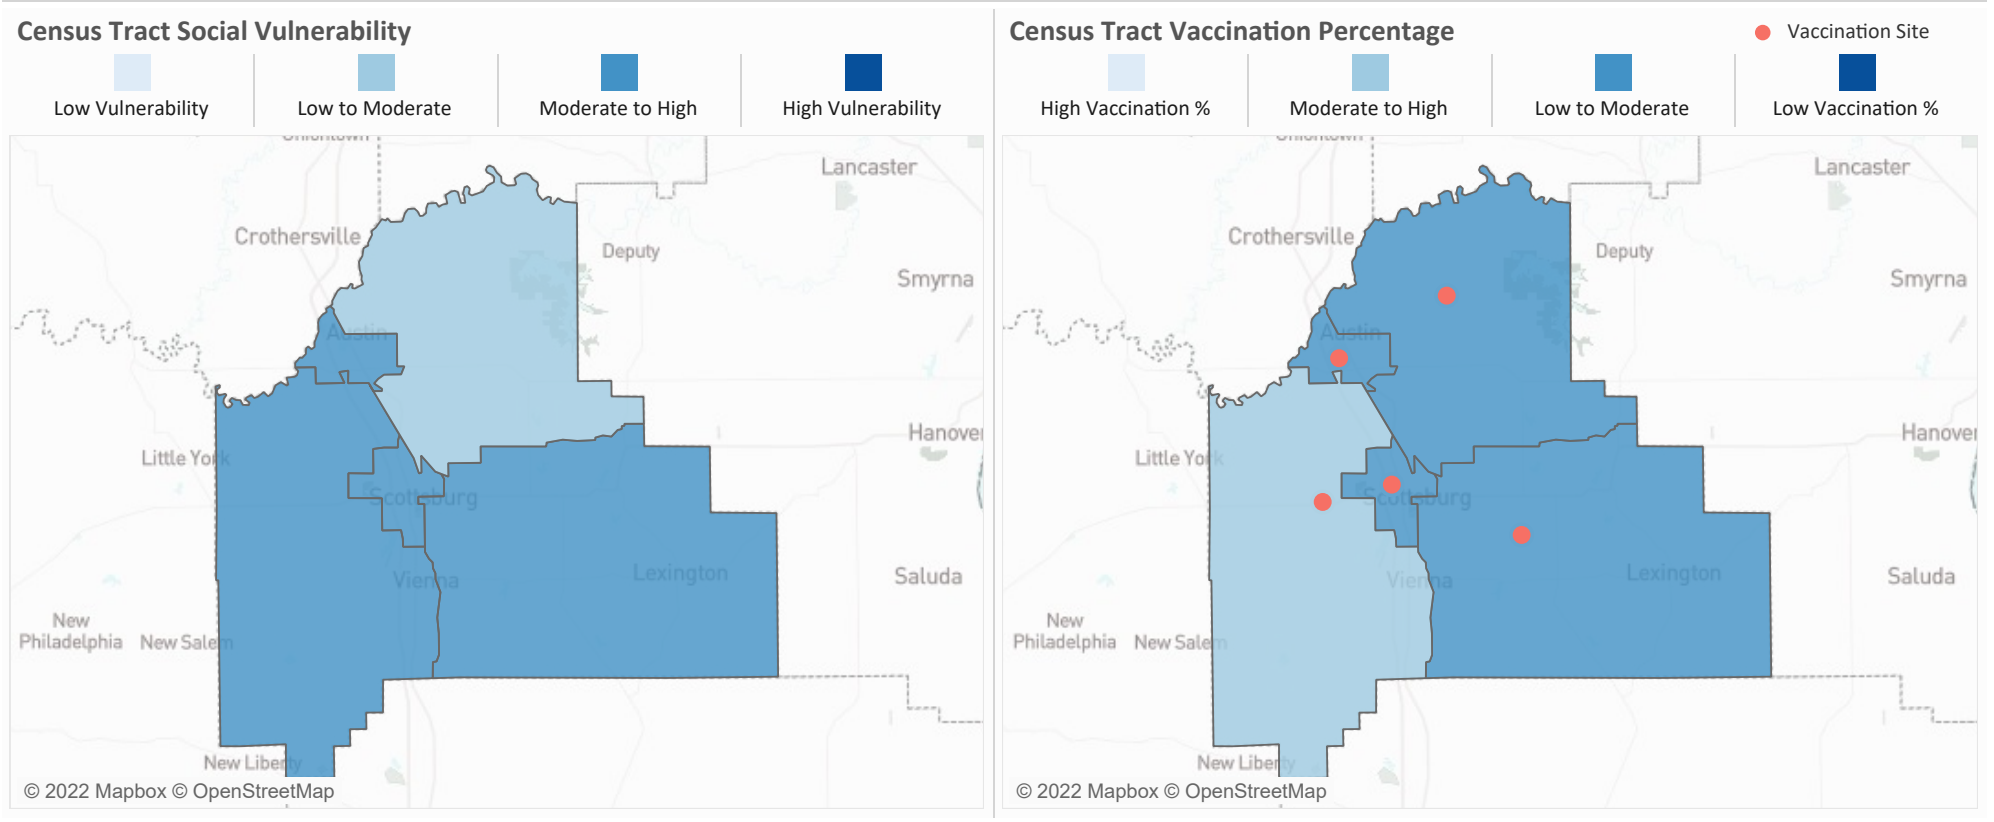 Census Tract Social Vulnerability
Low Vulnerability
Low to Moderate
Moderate to High
High Vulnerability
Uniontown
Lancaster
Crothersville
Deputy
Smyrna
Austin
Hanover
Little York
Scottsburg
Vienna
Lexington
Saluda
New
Philadelphia
New Salem
New Liberty
© 2022 Mapbox © OpenStreetMap
Census Tract Vaccination Percentage
Vaccination Site
High Vaccination %
Moderate to High
Low to Moderate
Low Vaccination %
Uniontown
Lancaster
Crothersville
Deputy
Smyrna
Austin
Hanover
Little York
Scottsburg
Vienna
Lexington
Saluda
New
Philadelphia
New Salem
New Liberty
© 2022 Mapbox © OpenStreetMap